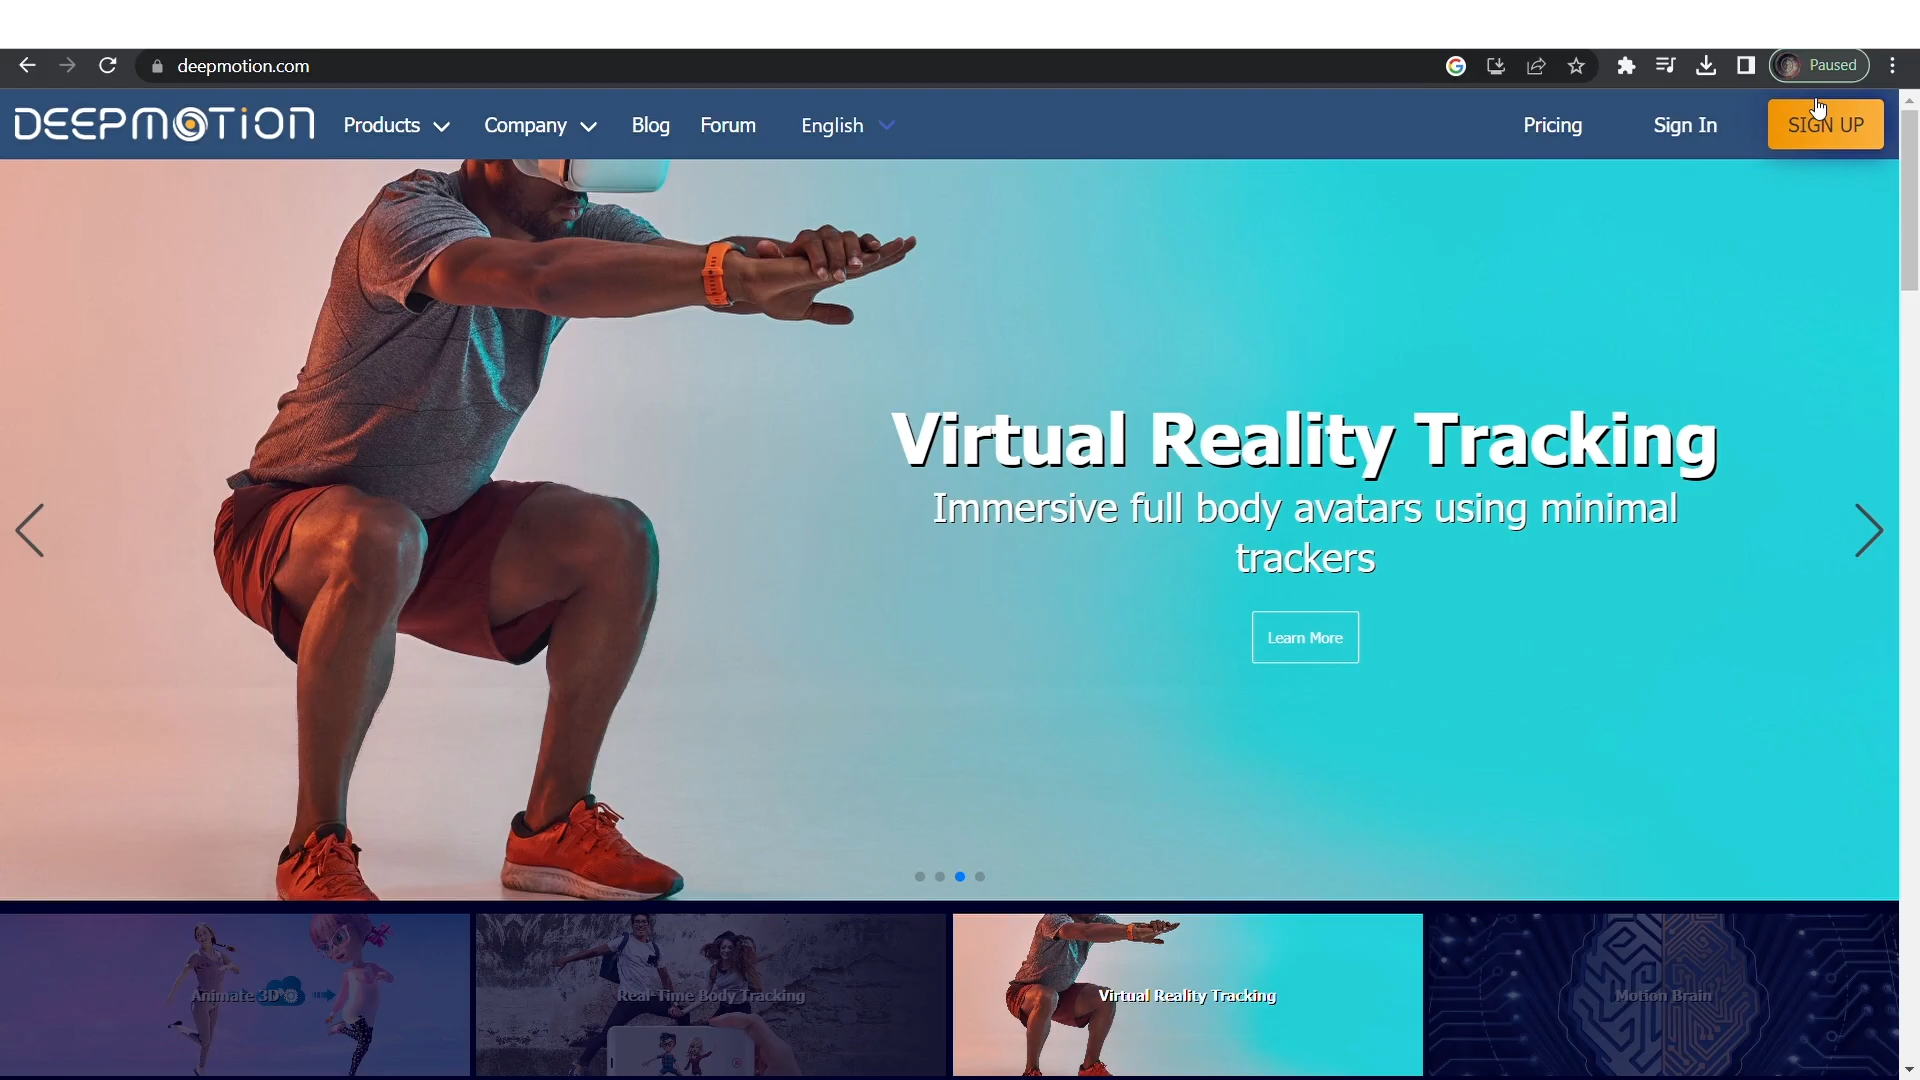 deepmotion.com
Paused
DEEPMOTION
Products
Company
Blog
Forum
English
Pricing
Sign In
SIGN UP
Virtual Reality Tracking
Immersive full body avatars using minimal
trackers
Learn More
Animate 3D
Real-Time Body Tracking
Virtual Reality Tracking
Motion Brain